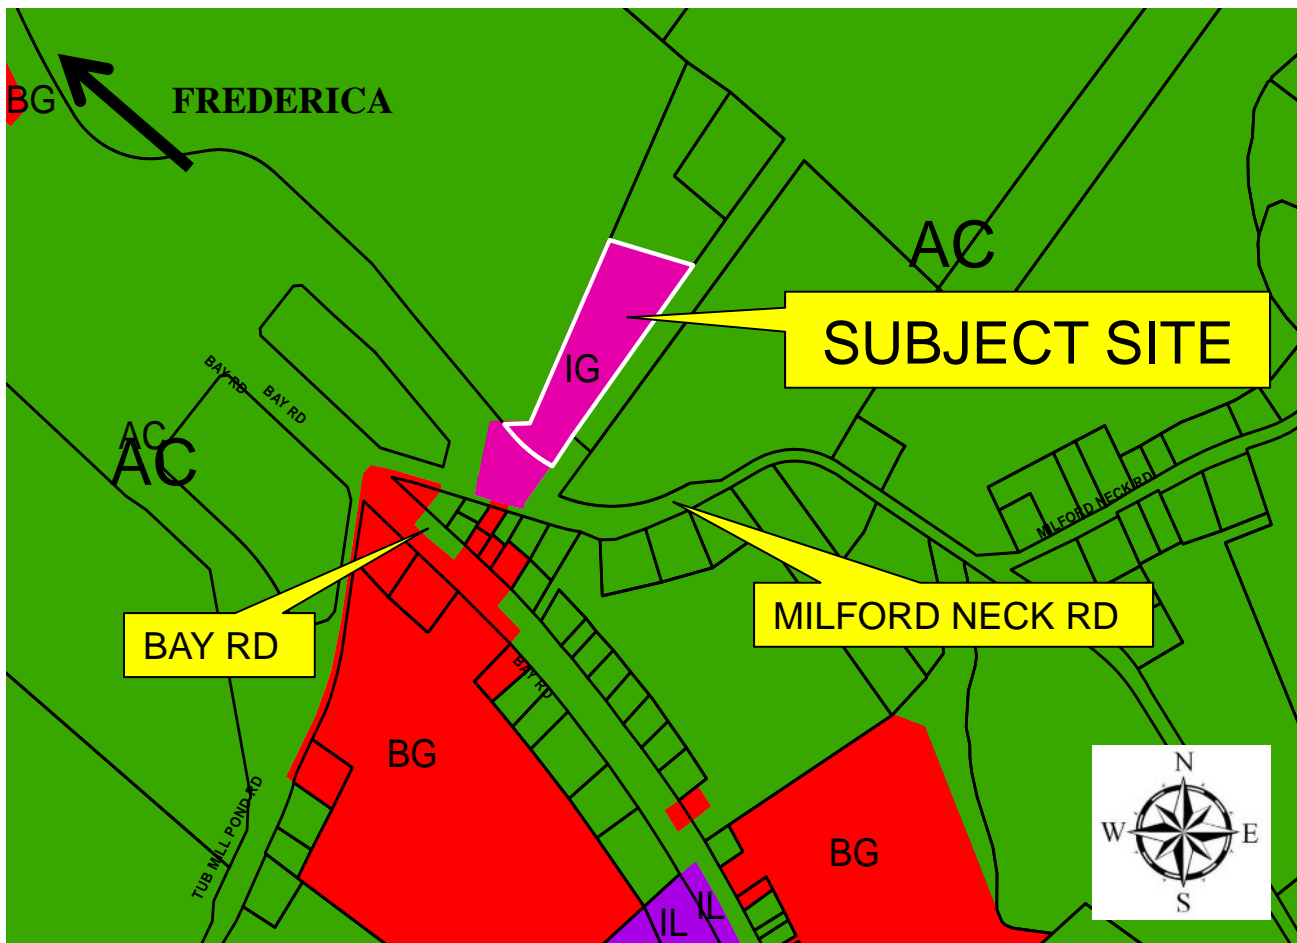 BG
FREDERICA
AC
SUBJECT SITE
IG
BAY RD
BAY RD
AC
AC
MILFORD NECK RD
BAY RD
MILFORD NECK RD
BAY RD
BG
TUB MILL POND RD
BG
IL
IL
N
W
E
S